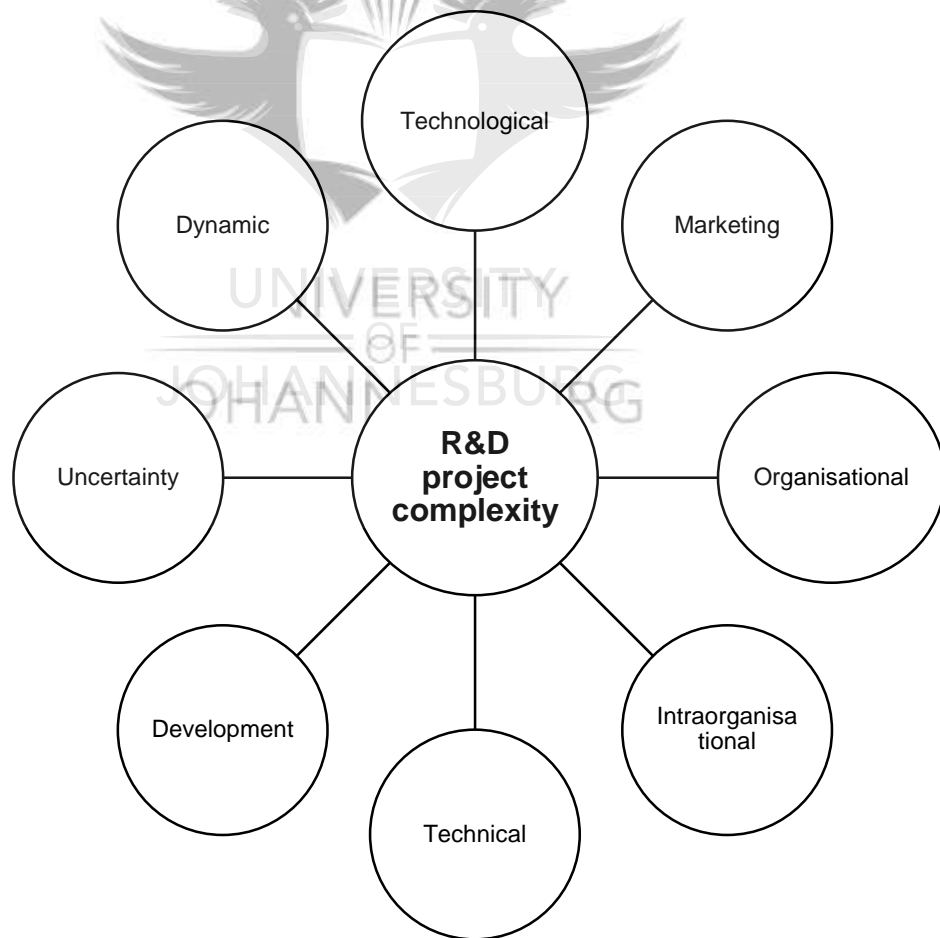 Technological
Dynamic
Marketing
UNIVERSITY
OF
JOHANNESBURG
R&D
project
complexity
Uncertainty
Organisational
Development
Intraorganisa
tional
Technical